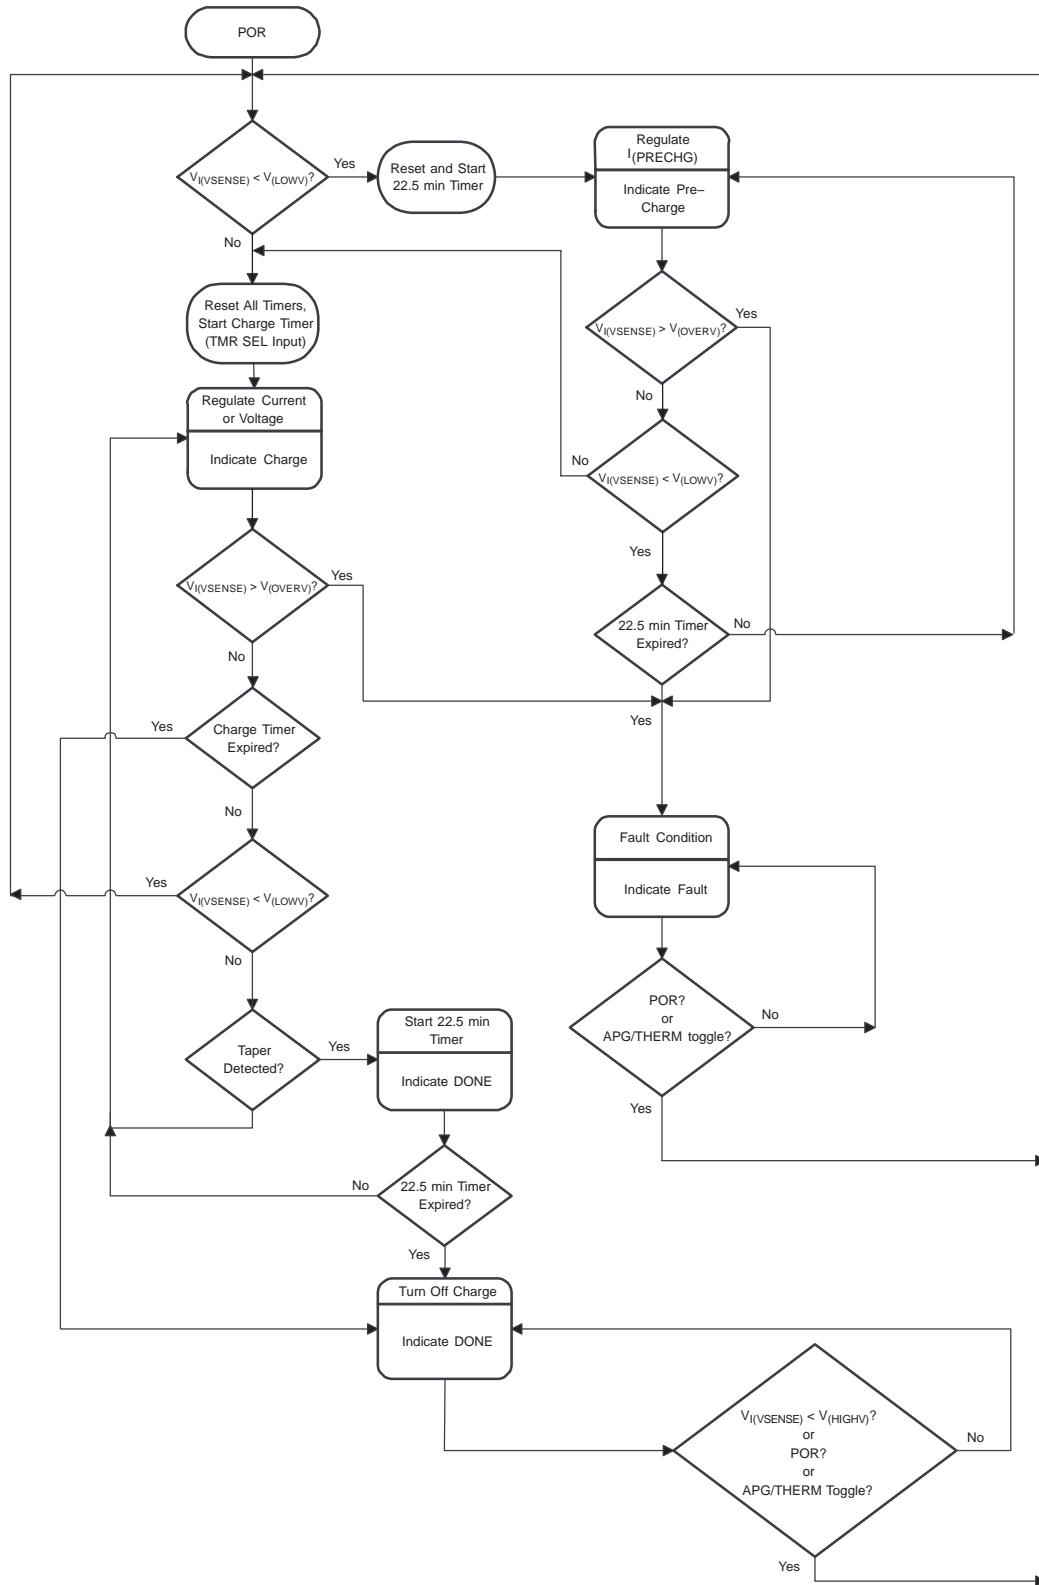 POR
VI(VSENSE) < V(LOWV)?
Yes
No
Reset and Start
22.5 min Timer
Regulate
I(PRECHG)
Indicate Pre–
Charge
Reset All Timers,
Start Charge Timer
(TMR SEL Input)
VI(VSENSE) > V(OVERV)?
Yes
No
Regulate Current
or Voltage
Indicate Charge
VI(VSENSE) < V(LOWV)?
No
Yes
VI(VSENSE) > V(OVERV)?
Yes
No
22.5 min Timer
Expired?
No
Yes
Charge Timer
Expired?
Yes
No
Fault Condition
Indicate Fault
VI(VSENSE) < V(LOWV)?
Yes
No
POR?
or
APG/THERM toggle?
No
Yes
Taper
Detected?
Yes
Start 22.5 min
Timer
Indicate DONE
22.5 min Timer
Expired?
No
Yes
Turn Off Charge
Indicate DONE
VI(VSENSE) < V(HIGHV)?
or
POR?
or
APG/THERM Toggle?
No
Yes